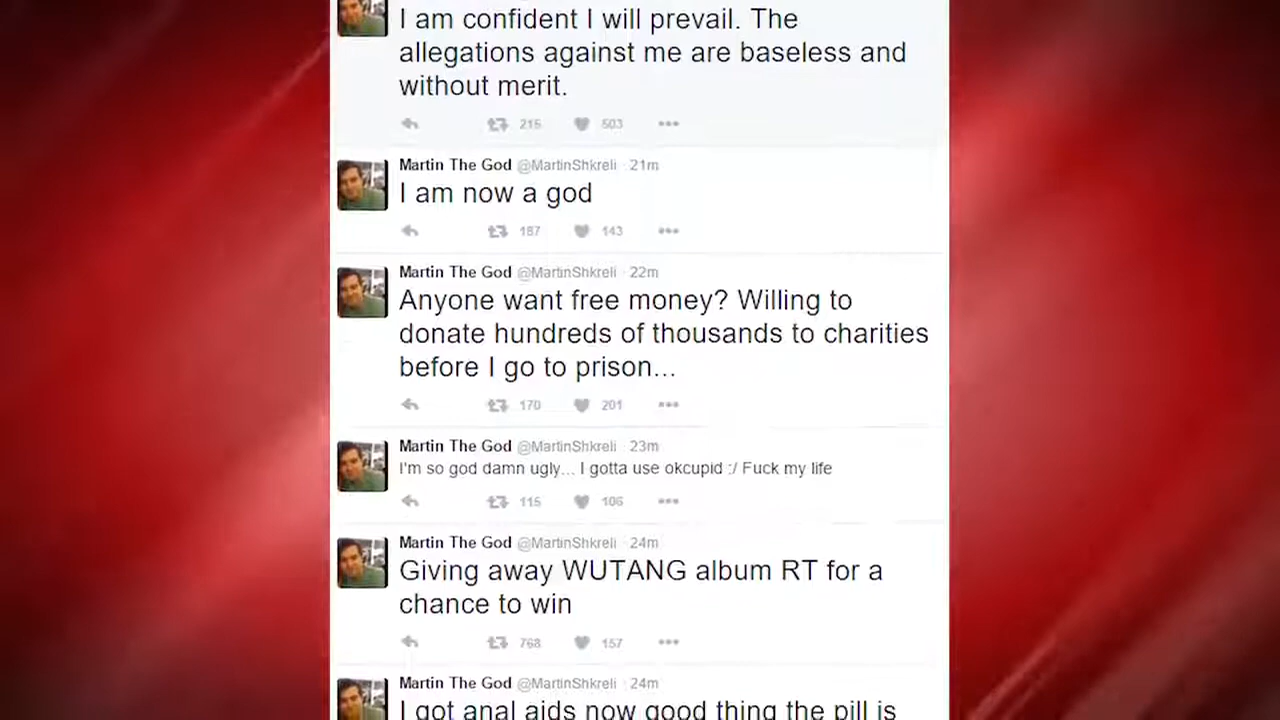 I am confident I will prevail. The
allegations against me are baseless and
without merit.
215 503
Martin The God @MartinShkreli · 21m
I am now a god
187 143
Martin The God @MartinShkreli · 22m
Anyone want free money? Willing to
donate hundreds of thousands to charities
before I go to prison...
170 201
Martin The God @MartinShkreli · 23m
I'm so god damn ugly... I gotta use okcupid :/ Fuck my life
115 106
Martin The God @MartinShkreli · 24m
Giving away WUTANG album RT for a
chance to win
768 157
Martin The God @MartinShkreli · 24m
I got anal aids now good thing the pill is